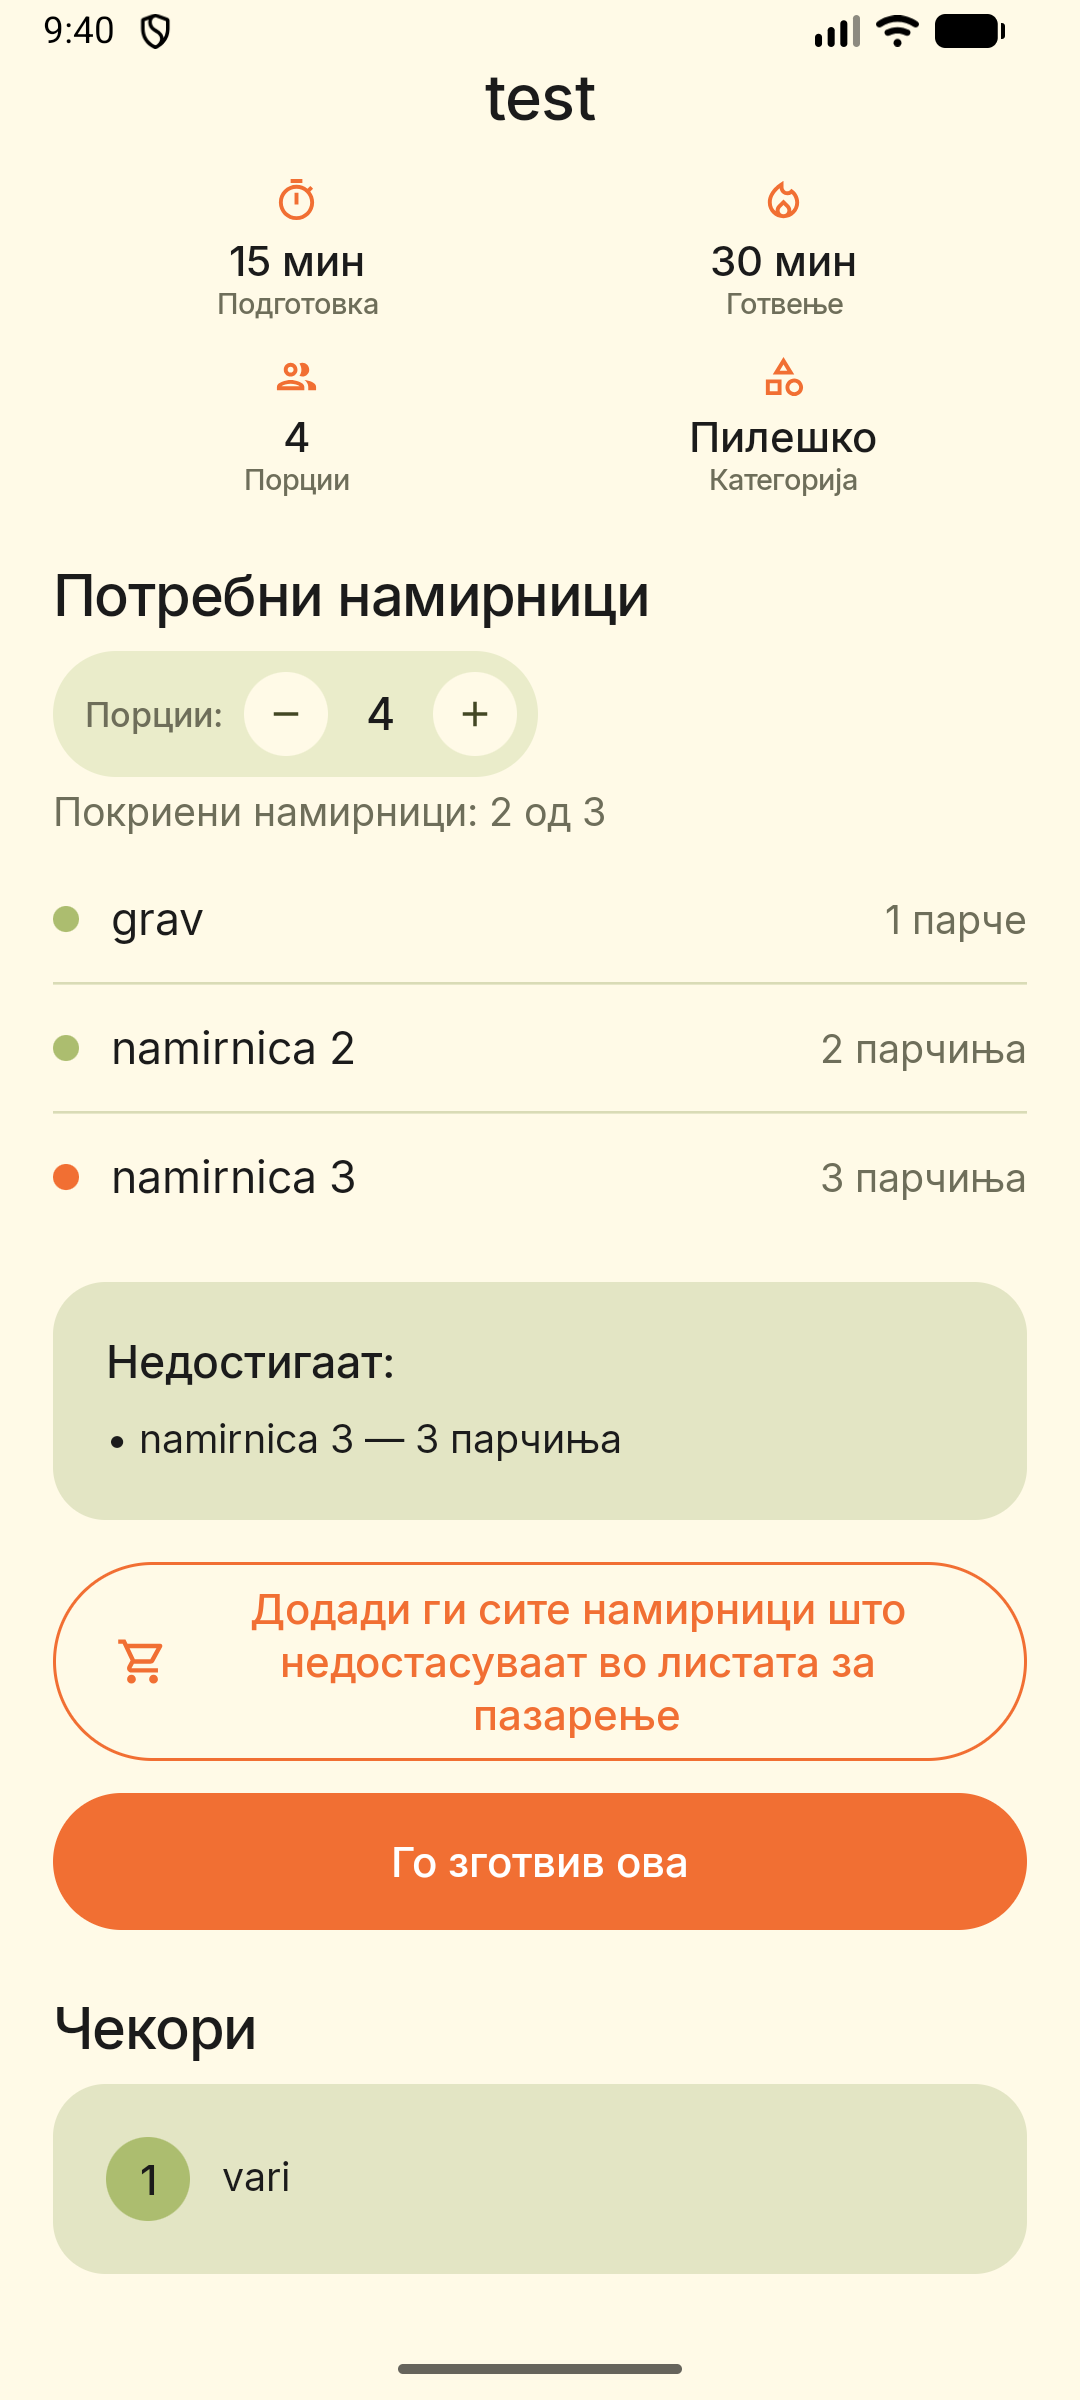 9:40
test
15 мин
Подготовка
30 мин
Готвење
4
Порции
Пилешко
Категорија
Потребни намирници
Порции: − 4 +
Покриени намирници: 2 од 3
grav 1 парче
namirnica 2 2 парчиња
namirnica 3 3 парчиња
Недостигаат:
• namirnica 3 — 3 парчиња
Додади ги сите намирници што
недостасуваат во листата за
пазарење
Го зготвив ова
Чекори
1 vari